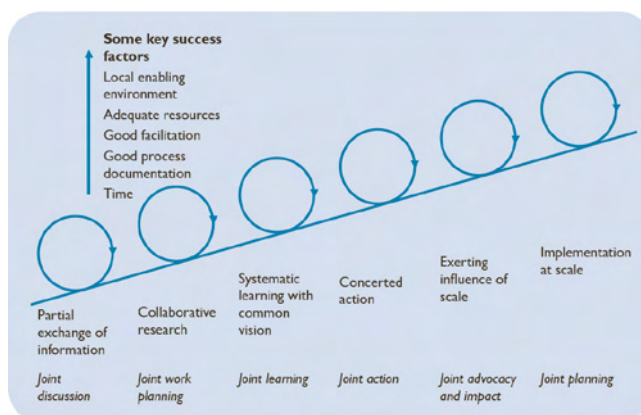 Some key success
factors
Local enabling
environment
Adequate resources
Good facilitation
Good process
documentation
Time
Partial
exchange of
information
Collaborative
research
Systematic
learning with
common
vision
Concerted
action
Exerting
influence of
scale
Implementation
at scale
Joint
discussion
Joint work
planning
Joint learning
Joint action
Joint advocacy
and impact
Joint planning